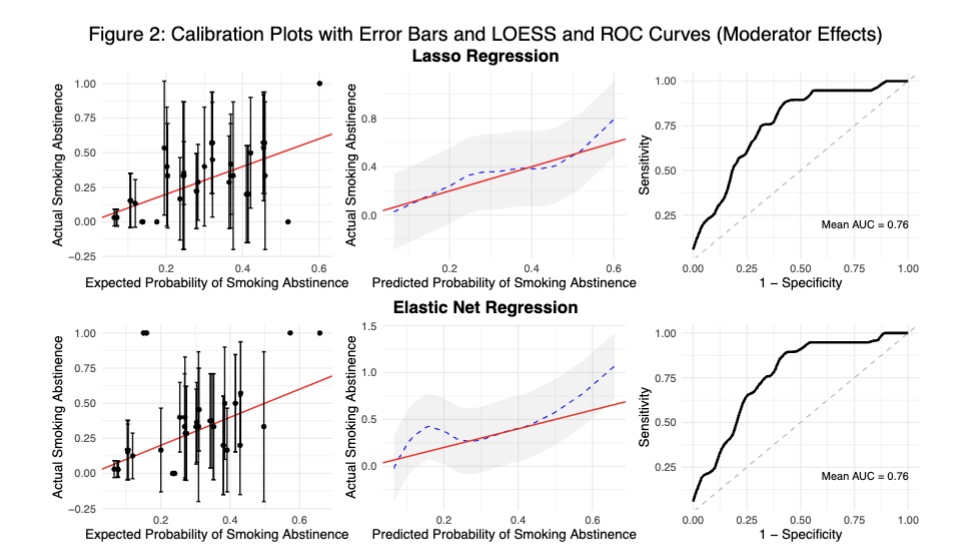 Figure 2: Calibration Plots with Error Bars and LOESS and ROC Curves (Moderator Effects)
Lasso Regression
Actual Smoking Abstinence
1.00
0.75
0.50
0.25
0.00
−0.25
0.2 0.4 0.6
Expected Probability of Smoking Abstinence
Actual Smoking Abstinence
0.8
0.4
0.0
0.2 0.4 0.6
Predicted Probability of Smoking Abstinence
Sensitivity
1.00
0.75
0.50
0.25
Mean AUC = 0.76
0.00 0.25 0.50 0.75 1.00
1 − Specificity
Elastic Net Regression
Actual Smoking Abstinence
1.00
0.75
0.50
0.25
0.00
−0.25
0.2 0.4 0.6
Expected Probability of Smoking Abstinence
Actual Smoking Abstinence
1.5
1.0
0.5
0.0
0.2 0.4 0.6
Predicted Probability of Smoking Abstinence
Sensitivity
1.00
0.75
0.50
0.25
Mean AUC = 0.76
0.00 0.25 0.50 0.75 1.00
1 − Specificity